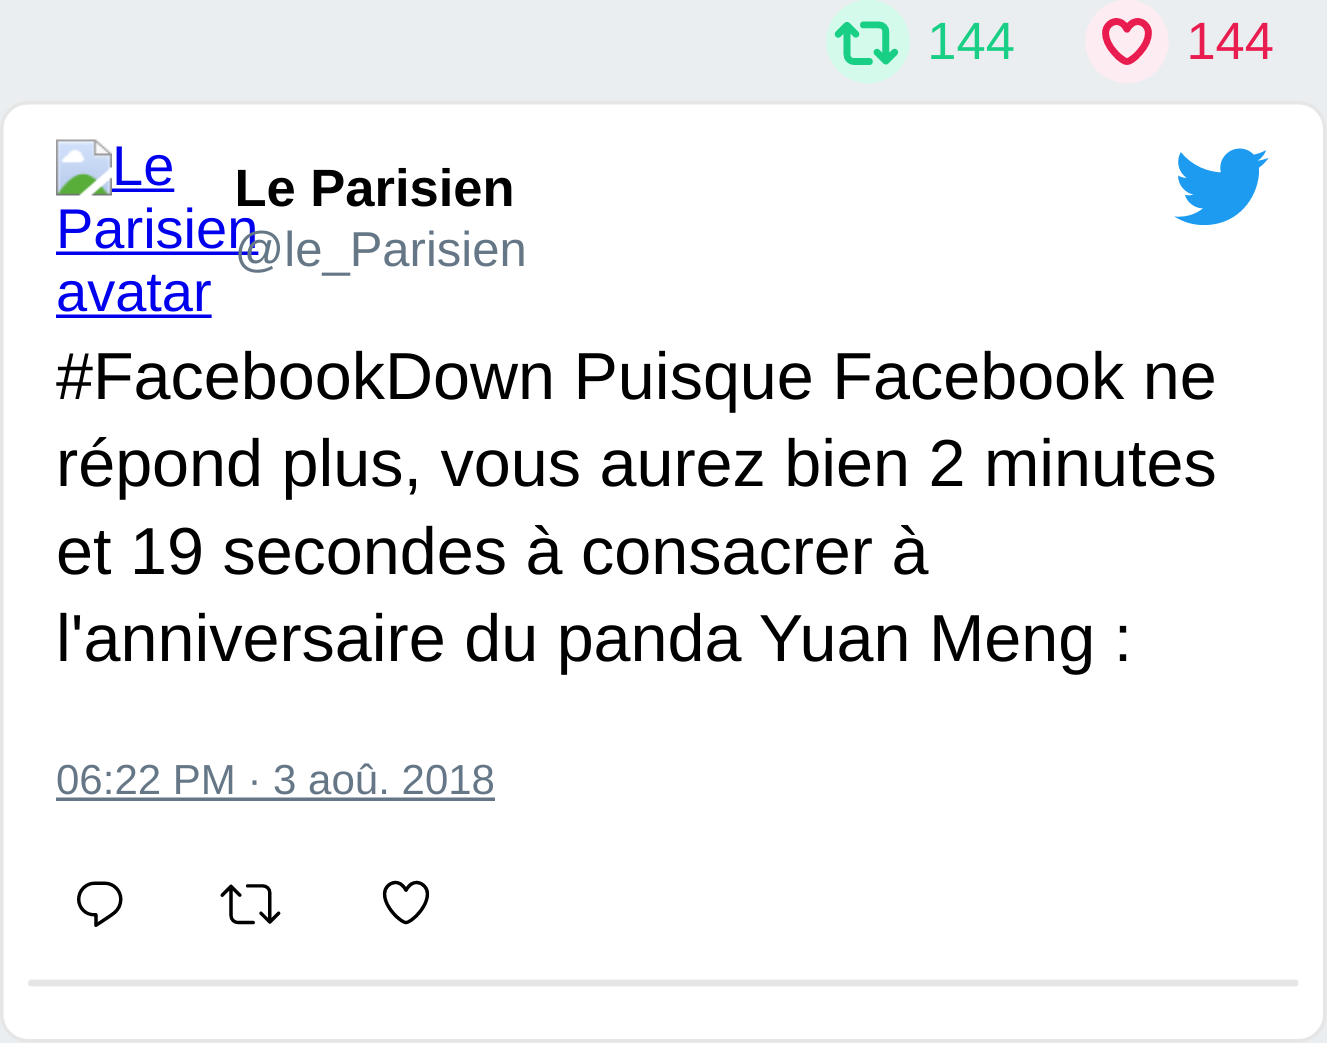 144 144
Le
Parisien
avatar
Le Parisien
@le_Parisien
#FacebookDown Puisque Facebook ne
répond plus, vous aurez bien 2 minutes
et 19 secondes à consacrer à
l'anniversaire du panda Yuan Meng :
06:22 PM · 3 aoû. 2018